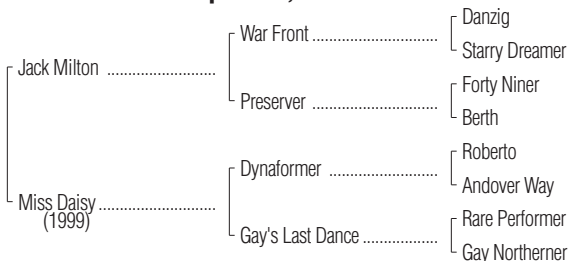 Danzig
War Front ................................
Starry Dreamer
Jack Milton ...........................
Forty Niner
Preserver ................................
Berth
Roberto
Dynaformer ...........................
Andover Way
Miss Daisy .............................
(1999)
Rare Performer
Gay's Last Dance ...................
Gay Northerner